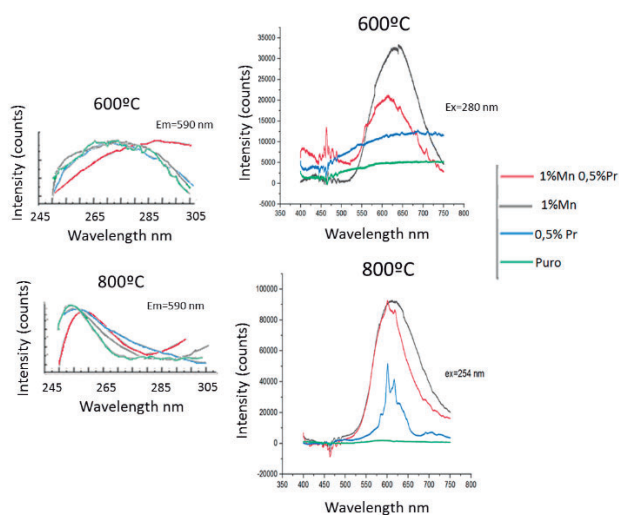 600ºC
Em=590 nm
Intensity (counts)
245 265 285 305
Wavelength nm
600ºC
Ex=280 nm
Intensity (counts)
35000
30000
25000
20000
15000
10000
5000
0
-5000
350 400 450 500 550 600 650 700 750 800
Wavelength nm
1%Mn 0,5%Pr
1%Mn
0,5% Pr
Puro
800ºC
Em=590 nm
Intensity (counts)
245 265 285 305
Wavelength nm
800ºC
ex=254 nm
Intensity (counts)
100000
80000
60000
40000
20000
0
-20000
350 400 450 500 550 600 650 700 750 800
Wavelength nm